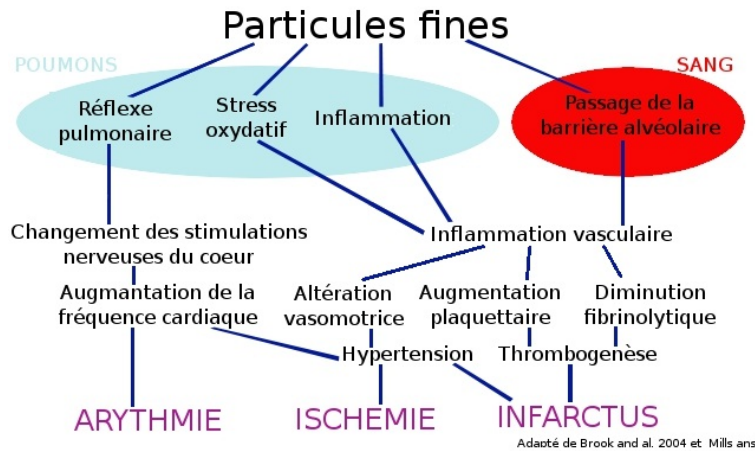 Particules fines
POUMONS
SANG
Réflexe
pulmonaire
Stress
oxydatif
Inflammation
Passage de la
barrière alvéolaire
Changement des stimulations
nerveuses du coeur
Inflammation vasculaire
Augmantation de la
fréquence cardiaque
Altération
vasomotrice
Augmentation
plaquettaire
Diminution
fibrinolytique
Hypertension
Thrombogenèse
ARYTHMIE
ISCHEMIE
INFARCTUS
Adapté de Brook and al. 2004 et Mills ans